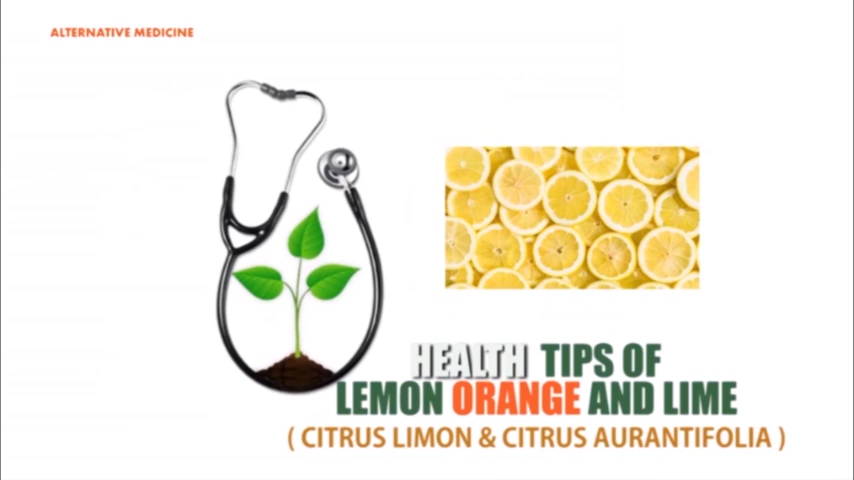 ALTERNATIVE MEDICINE
HEALTH TIPS OF
LEMON ORANGE AND LIME
( CITRUS LIMON & CITRUS AURANTIFOLIA )